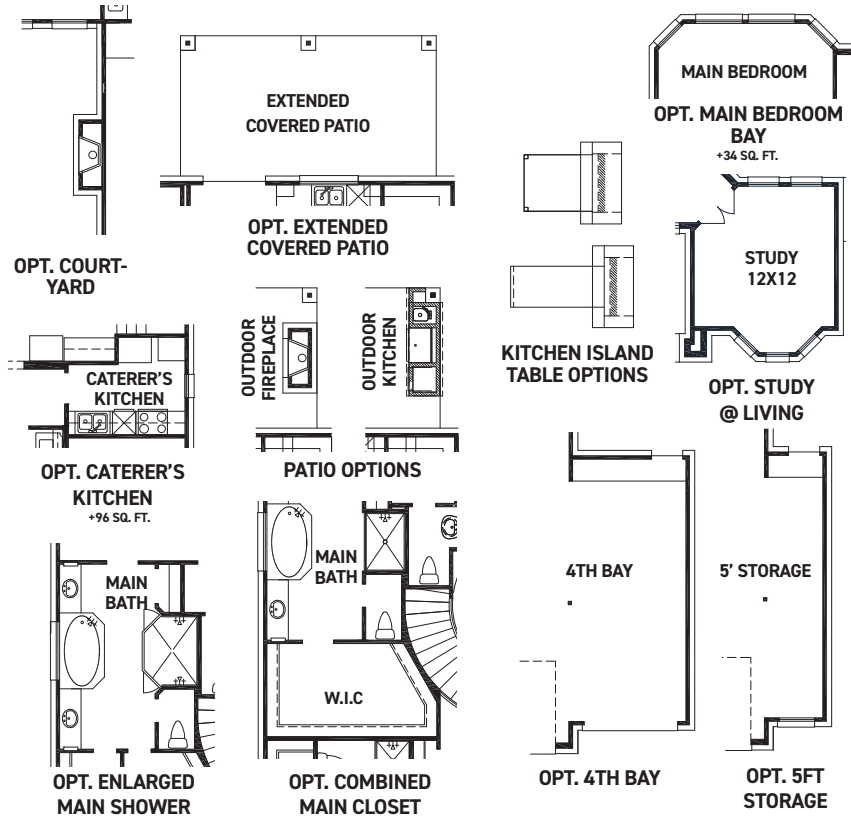 EXTENDED
COVERED PATIO
OPT. EXTENDED
COVERED PATIO
OPT. COURT-
YARD
MAIN BEDROOM
OPT. MAIN BEDROOM
BAY
+34 SQ. FT.
STUDY
12X12
OPT. STUDY
@ LIVING
KITCHEN ISLAND
TABLE OPTIONS
CATERER'S
KITCHEN
OPT. CATERER'S
KITCHEN
+96 SQ. FT.
OUTDOOR
FIREPLACE
OUTDOOR
KITCHEN
PATIO OPTIONS
MAIN
BATH
OPT. ENLARGED
MAIN SHOWER
MAIN
BATH
W.I.C
OPT. COMBINED
MAIN CLOSET
4TH BAY
OPT. 4TH BAY
5' STORAGE
OPT. 5FT
STORAGE